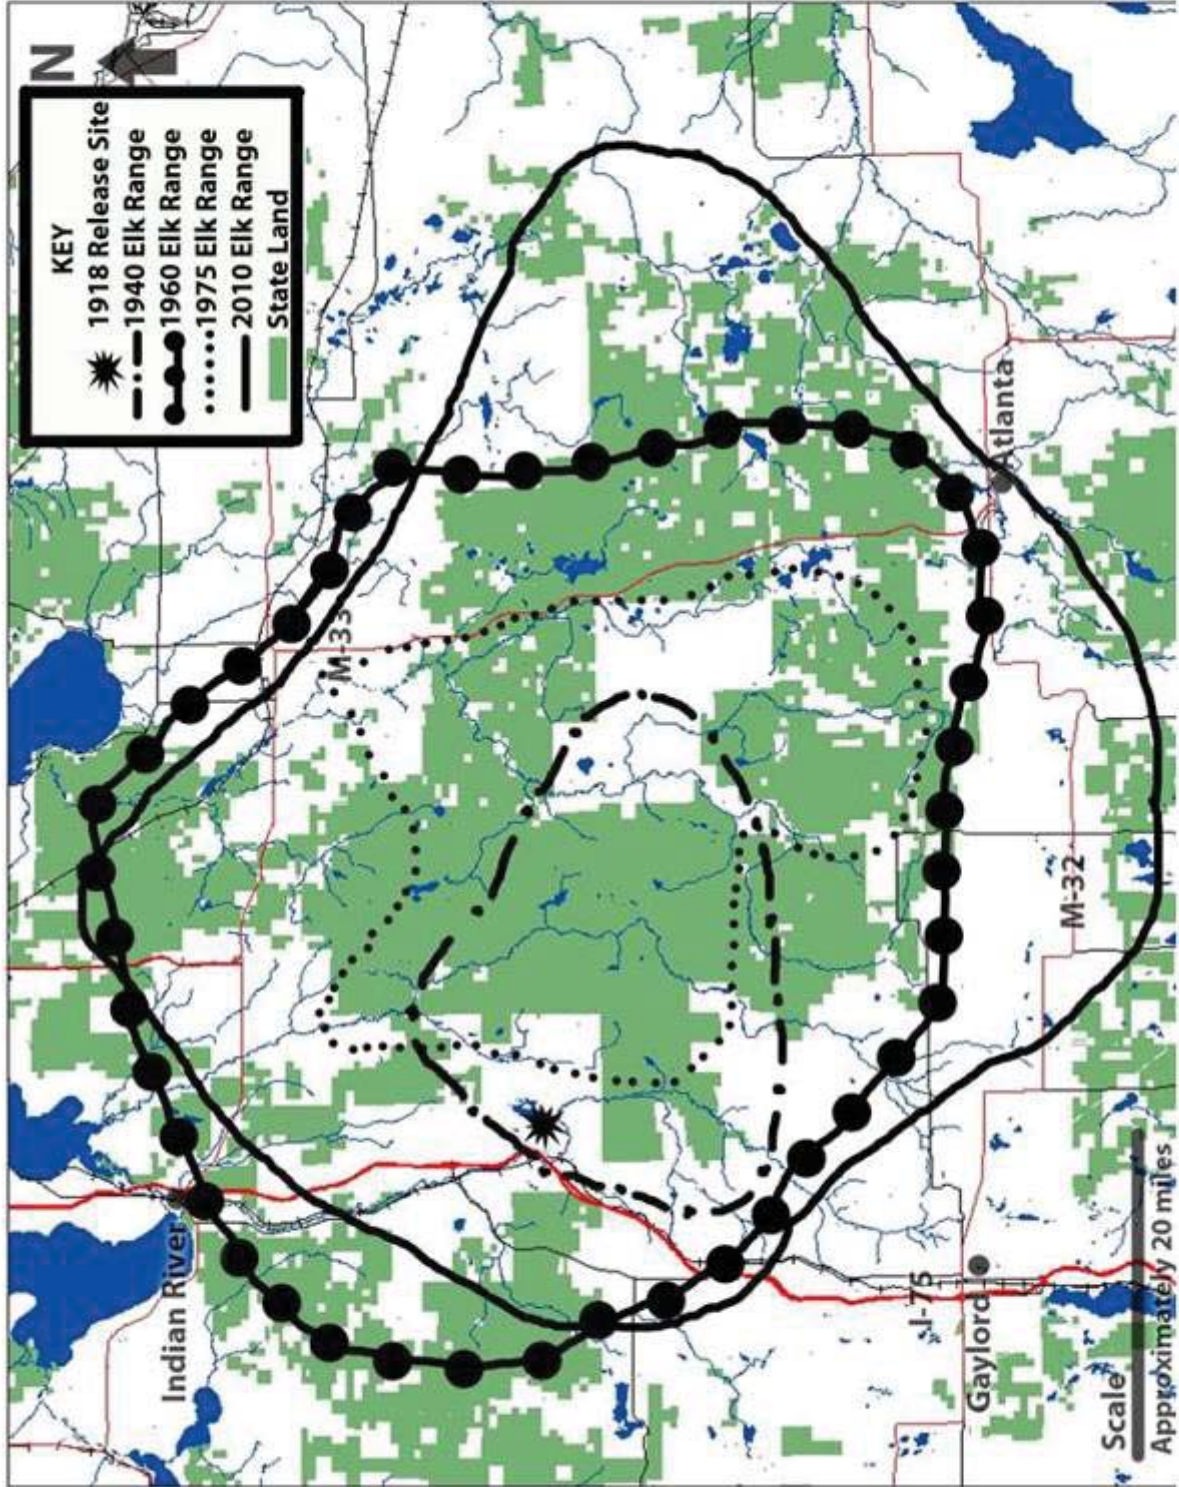 N
KEY
1918 Release Site
1940 Elk Range
1960 Elk Range
1975 Elk Range
2010 Elk Range
State Land
Indian River
M-33
Atlanta
M-32
I-75
Gaylord
Scale
Approximately 20 miles